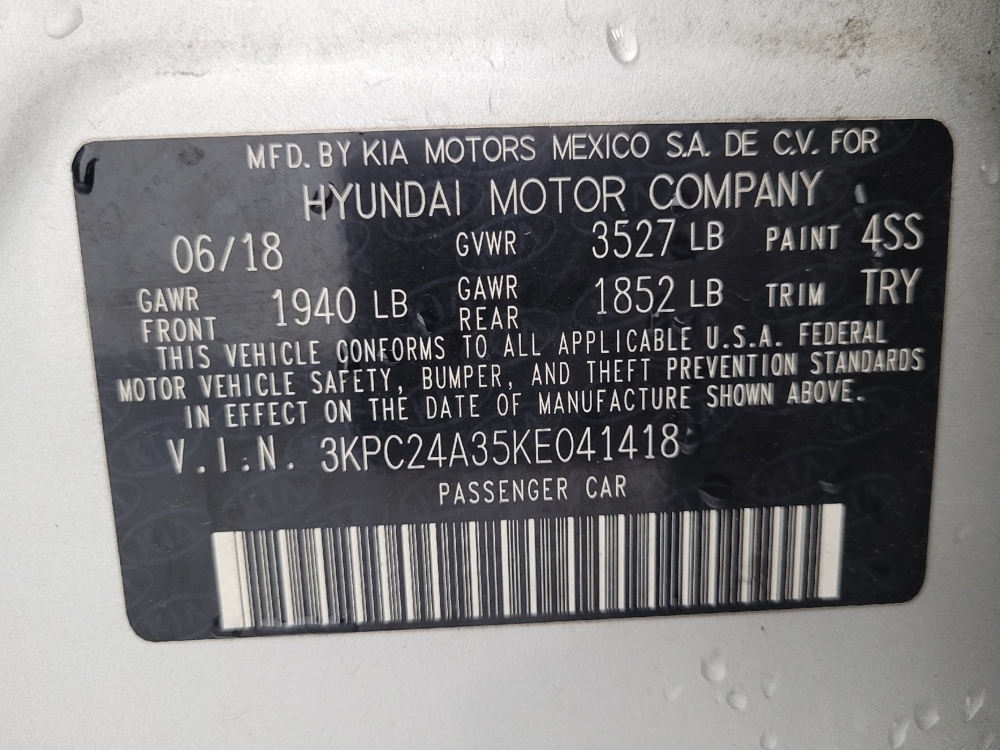 MFD. BY KIA MOTORS MEXICO S.A. DE C.V. FOR
HYUNDAI MOTOR COMPANY
06/18 GVWR 3527 LB PAINT 4SS
GAWR FRONT 1940 LB GAWR REAR 1852 LB TRIM TRY
THIS VEHICLE CONFORMS TO ALL APPLICABLE U.S.A. FEDERAL
MOTOR VEHICLE SAFETY, BUMPER, AND THEFT PREVENTION STANDARDS
IN EFFECT ON THE DATE OF MANUFACTURE SHOWN ABOVE.
V.I.N. 3KPC24A35KE041418
PASSENGER CAR